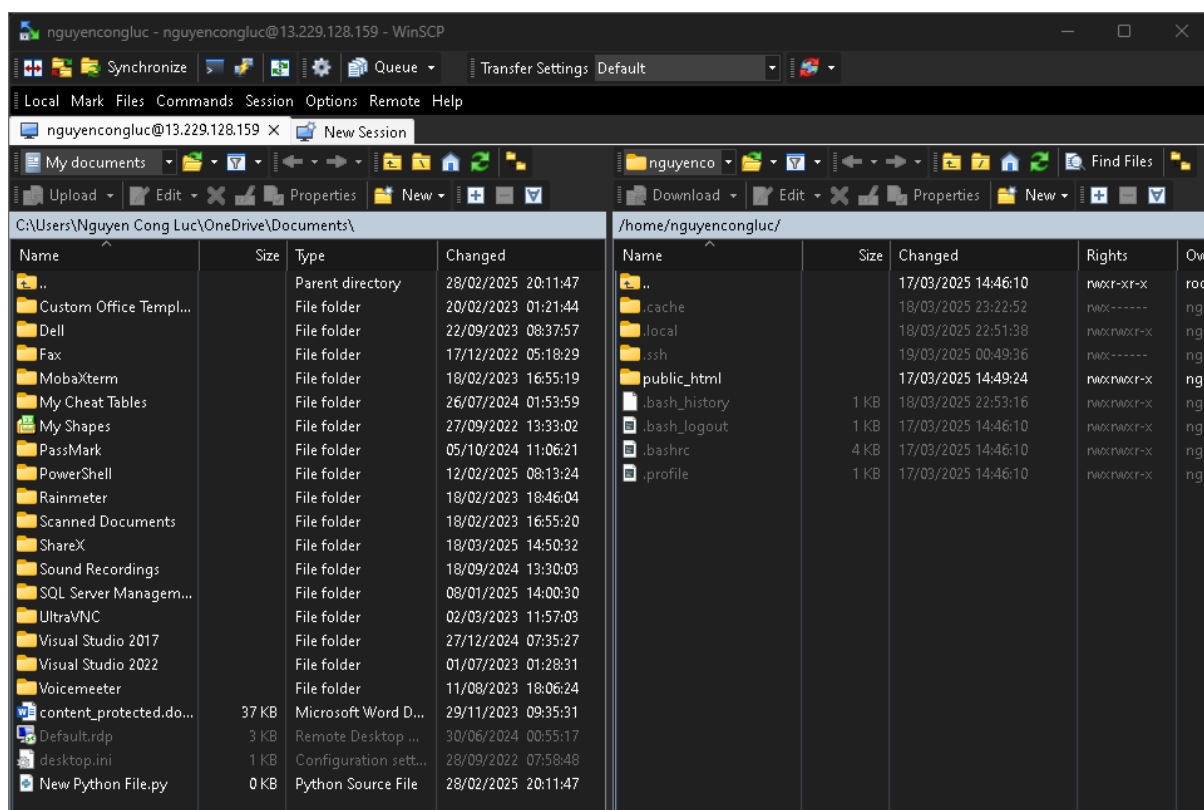 nguyencongluc - nguyencongluc@13.229.128.159 - WinSCP
Synchronize Queue Transfer Settings Default
Local Mark Files Commands Session Options Remote Help
nguyencongluc@13.229.128.159 New Session
My documents nguyenco Find Files
Upload Edit Properties New Download Edit Properties New
C:\Users\Nguyen Cong Luc\OneDrive\Documents\ /home/nguyencongluc/
Name Size Type Changed Name Size Changed Rights Ow
.. Parent directory 28/02/2025 20:11:47 .. 17/03/2025 14:46:10 rwxr-xr-x roo
Custom Office Templ... File folder 20/02/2023 01:21:44 .cache 18/03/2025 23:22:52 rwx------ ng
Dell File folder 22/09/2023 08:37:57 .local 18/03/2025 22:51:38 rwxrwxr-x ng
Fax File folder 17/12/2022 05:18:29 .ssh 19/03/2025 00:49:36 rwx------ ng
MobaXterm File folder 18/02/2023 16:55:19 public_html 17/03/2025 14:49:24 rwxrwxr-x ng
My Cheat Tables File folder 26/07/2024 01:53:59 .bash_history 1 KB 18/03/2025 22:53:16 rwxrwxr-x ng
My Shapes File folder 27/09/2022 13:33:02 .bash_logout 1 KB 17/03/2025 14:46:10 rwxrwxr-x ng
PassMark File folder 05/10/2024 11:06:21 .bashrc 4 KB 17/03/2025 14:46:10 rwxrwxr-x ng
PowerShell File folder 12/02/2025 08:13:24 .profile 1 KB 17/03/2025 14:46:10 rwxrwxr-x ng
Rainmeter File folder 18/02/2023 18:46:04
Scanned Documents File folder 18/02/2023 16:55:20
ShareX File folder 18/03/2025 14:50:32
Sound Recordings File folder 18/09/2024 13:30:03
SQL Server Managem... File folder 08/01/2025 14:00:30
UltraVNC File folder 02/03/2023 11:57:03
Visual Studio 2017 File folder 27/12/2024 07:35:27
Visual Studio 2022 File folder 01/07/2023 01:28:31
Voicemeeter File folder 11/08/2023 18:06:24
content_protected.do... 37 KB Microsoft Word D... 29/11/2023 09:35:31
Default.rdp 3 KB Remote Desktop ... 30/06/2024 00:55:17
desktop.ini 1 KB Configuration sett... 28/09/2022 07:58:48
New Python File.py 0 KB Python Source File 28/02/2025 20:11:47